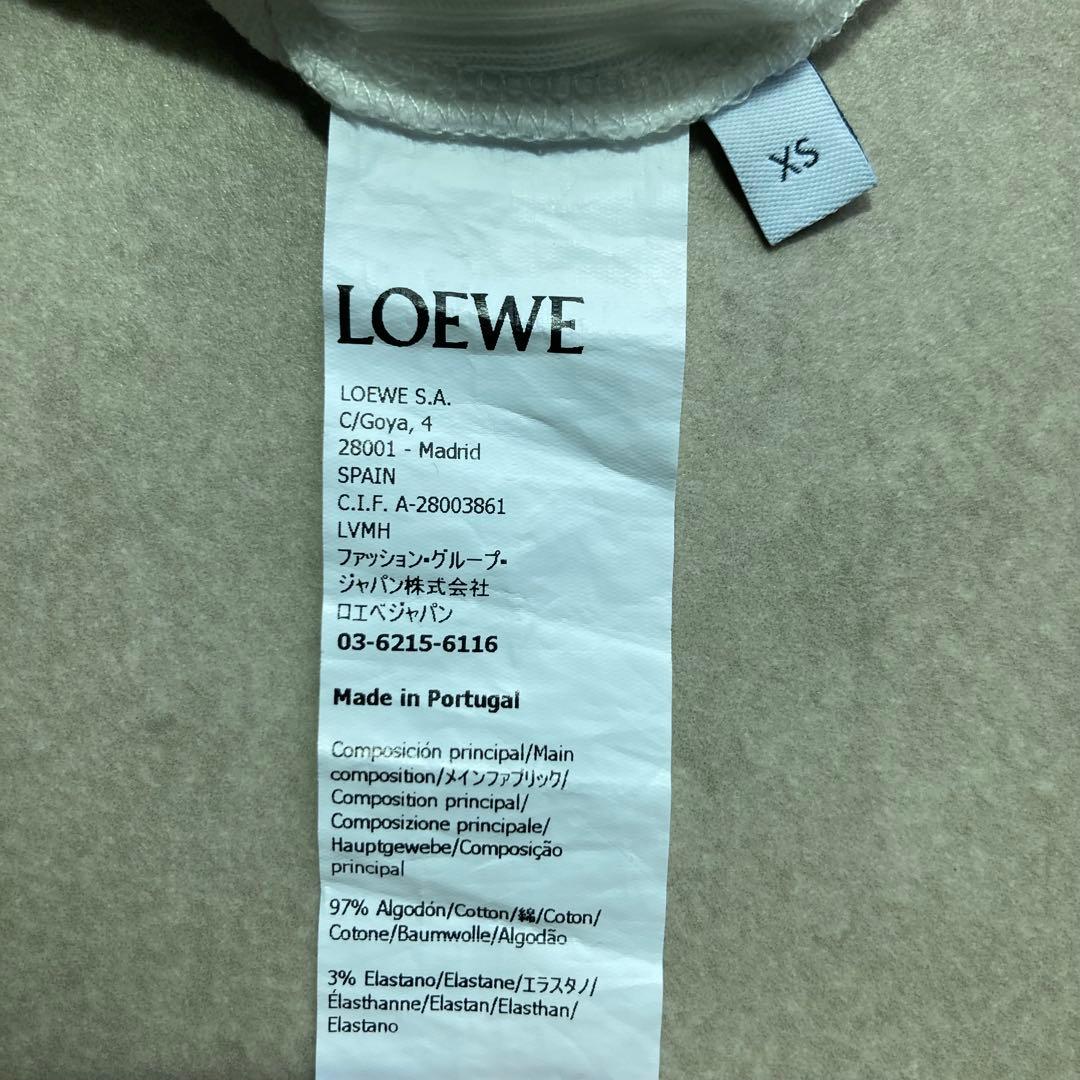 XS
LOEWE
LOEWE S.A.
C/Goya, 4
28001 - Madrid
SPAIN
C.I.F. A-28003861
LVMH
ファッション・グループ・
ジャパン株式会社
ロエベジャパン
03-6215-6116
Made in Portugal
Composición principal/Main
composition/メインファブリック/
Composition principal/
Composizione principale/
Hauptgewebe/Composição
principal
97% Algodón/Cotton/綿/Coton/
Cotone/Baumwolle/Algodão
3% Elastano/Elastane/エラスタノ/
Élasthanne/Elastan/Elasthan/
Elastano